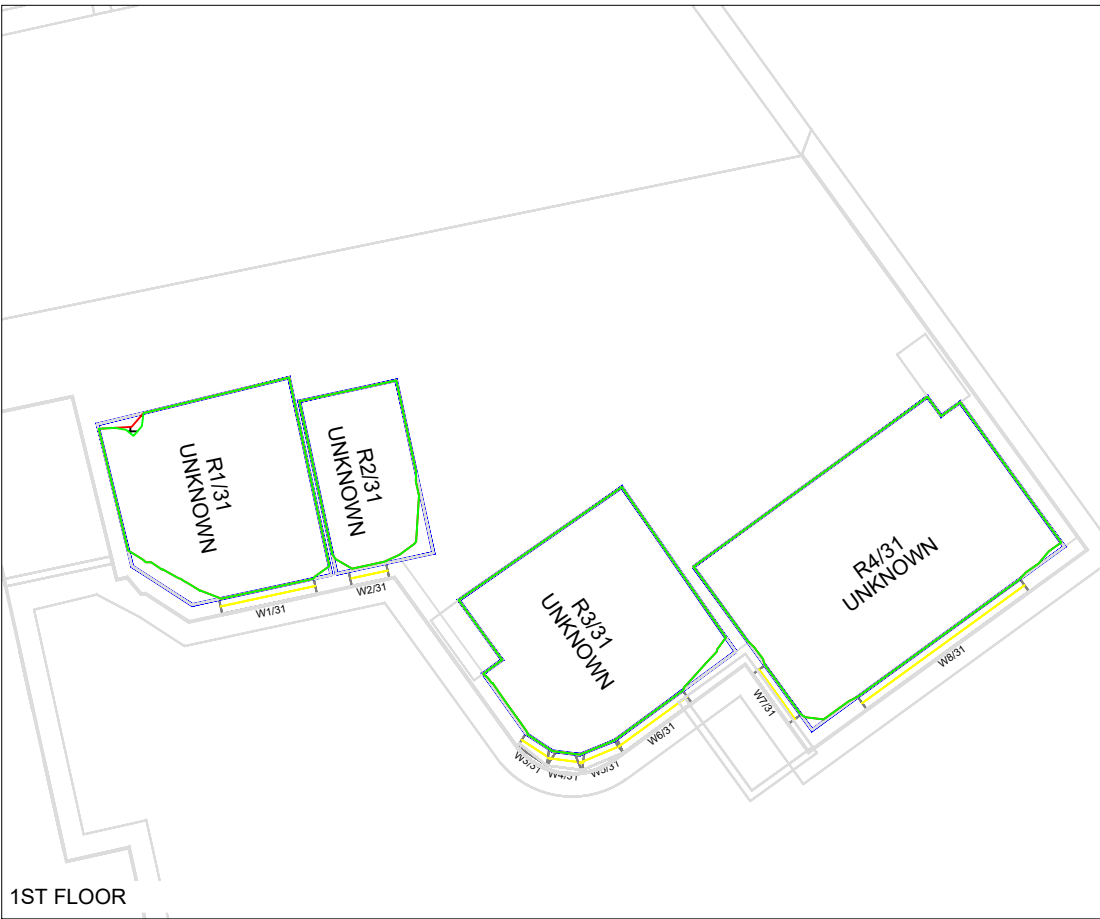 R1/31
UNKNOWN
R2/31
UNKNOWN
R3/31
UNKNOWN
R4/31
UNKNOWN
W1/31
W2/31
W3/31
W4/31
W5/31
W6/31
W7/31
W8/31
1ST FLOOR